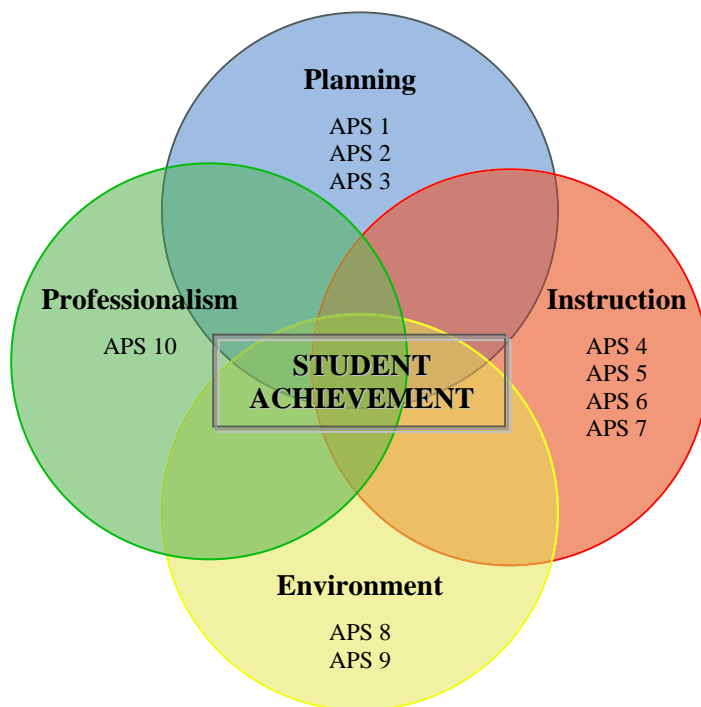 Planning
APS 1
APS 2
APS 3
Professionalism
APS 10
Instruction
APS 4
APS 5
APS 6
APS 7
STUDENT
ACHIEVEMENT
Environment
APS 8
APS 9